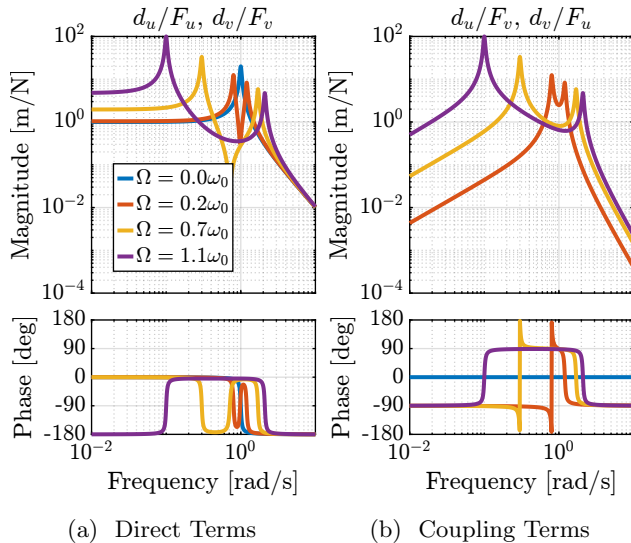 d_u/F_u, d_v/F_v
d_u/F_v, d_v/F_u
Magnitude [m/N]
10^2
10^0
10^{-2}
10^{-4}
Ω = 0.0ω_0
Ω = 0.2ω_0
Ω = 0.7ω_0
Ω = 1.1ω_0
Magnitude [m/N]
10^2
10^0
10^{-2}
10^{-4}
Phase [deg]
180
90
0
-90
-180
10^{-2} 10^0
Frequency [rad/s]
Phase [deg]
180
90
0
-90
-180
10^{-2} 10^0
Frequency [rad/s]
(a) Direct Terms
(b) Coupling Terms